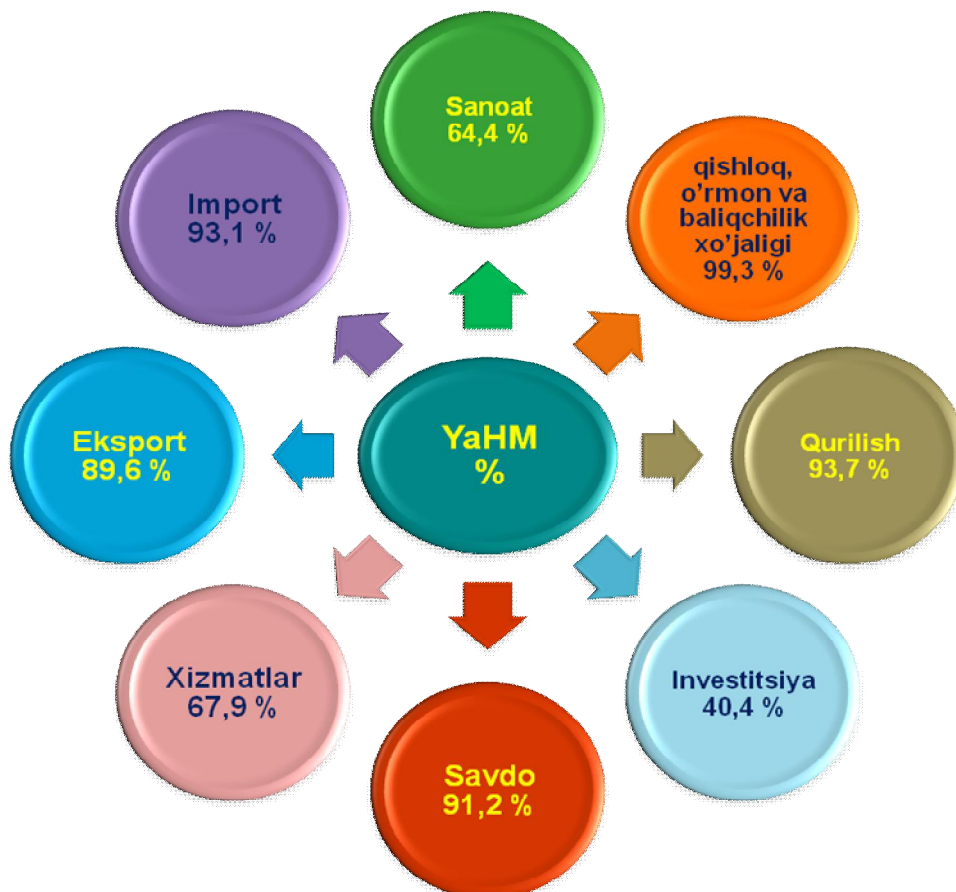 Sanoat
64,4 %
qishloq,
o'rmon va
baliqchilik
xo'jaligi
99,3 %
Import
93,1 %
YaHM
%
Eksport
89,6 %
Qurilish
93,7 %
Xizmatlar
67,9 %
Investitsiya
40,4 %
Savdo
91,2 %